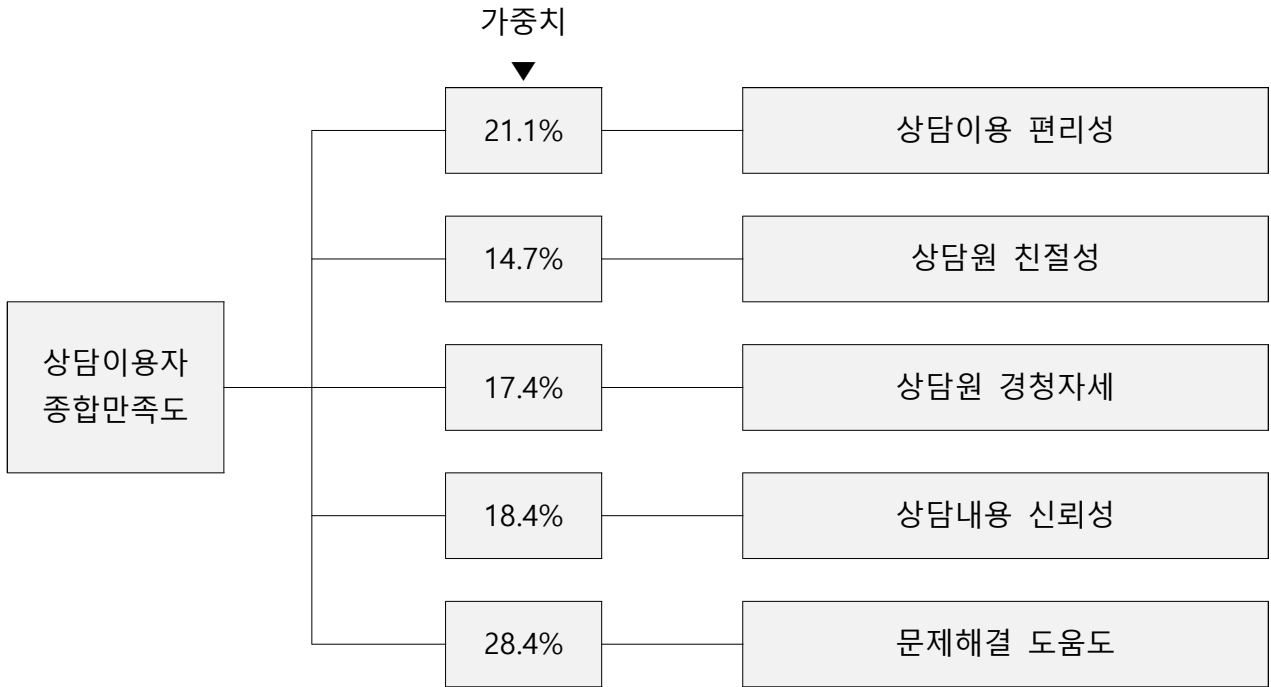 가중치
▼
21.1%
상담이용 편리성
14.7%
상담원 친절성
상담이용자
종합만족도
17.4%
상담원 경청자세
18.4%
상담내용 신뢰성
28.4%
문제해결 도움도